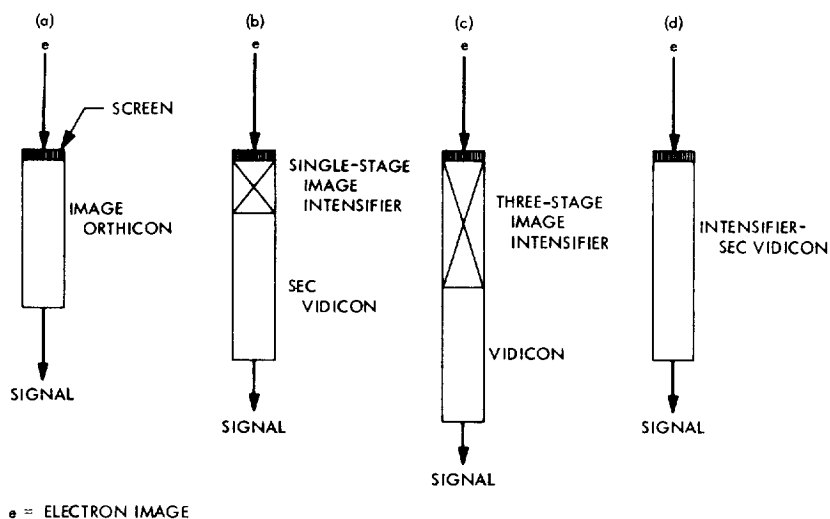 (a)
e
SCREEN
IMAGE
ORTHICON
SIGNAL
(b)
e
SINGLE-STAGE
IMAGE
INTENSIFIER
SEC
VIDICON
SIGNAL
(c)
e
THREE-STAGE
IMAGE
INTENSIFIER
VIDICON
SIGNAL
(d)
e
INTENSIFIER-
SEC VIDICON
SIGNAL
e = ELECTRON IMAGE